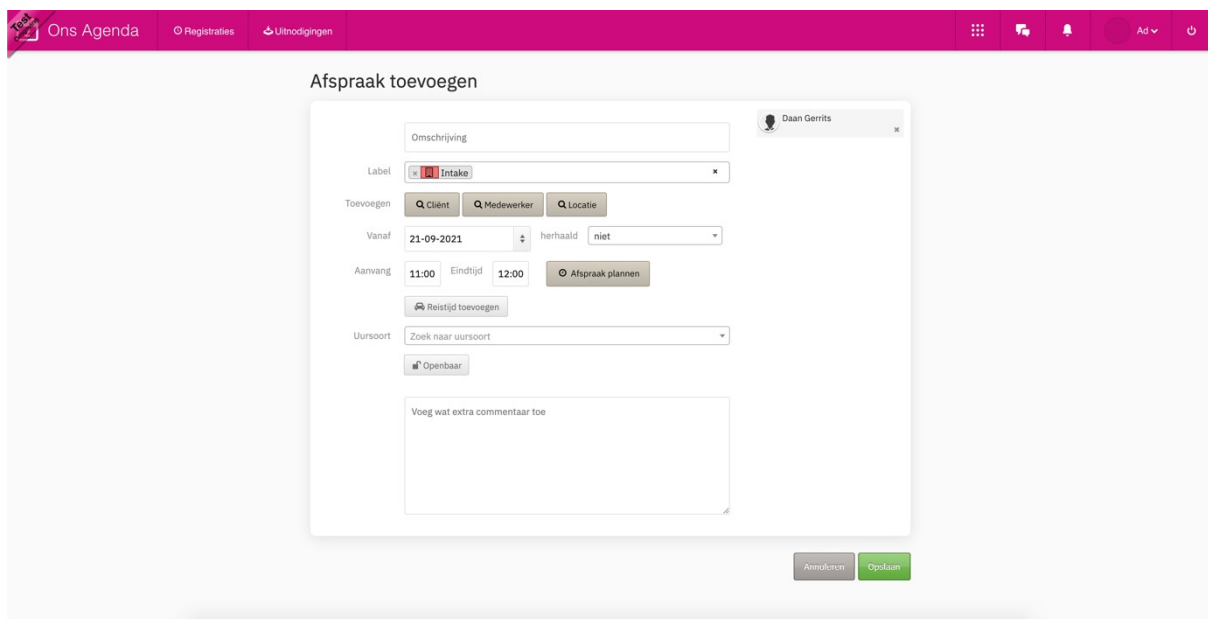 Test
Ons Agenda Registraties Uitnodigingen Ad
Afspraak toevoegen
Daan Gerrits
Omschrijving
Label × Intake ×
Toevoegen Cliënt Medewerker Locatie
Vanaf 21-09-2021 herhaald niet
Aanvang 11:00 Eindtijd 12:00 Afspraak plannen
Reistijd toevoegen
Uursoort Zoek naar uursoort
Openbaar
Voeg wat extra commentaar toe
Annuleren Opslaan